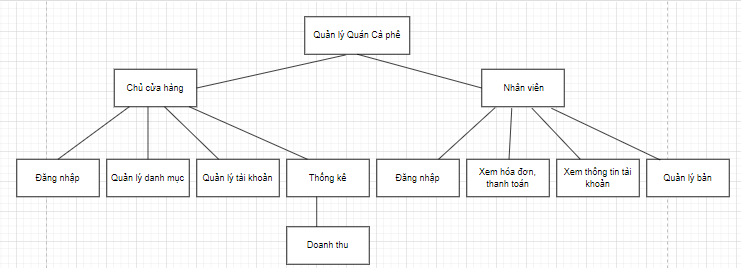 Quản lý Quán Cà phê
Chủ cửa hàng
Nhân viên
Đăng nhập
Quản lý danh mục
Quản lý tài khoản
Thống kê
Đăng nhập
Xem hóa đơn,
thanh toán
Xem thông tin tài
khoản
Quản lý bàn
Doanh thu